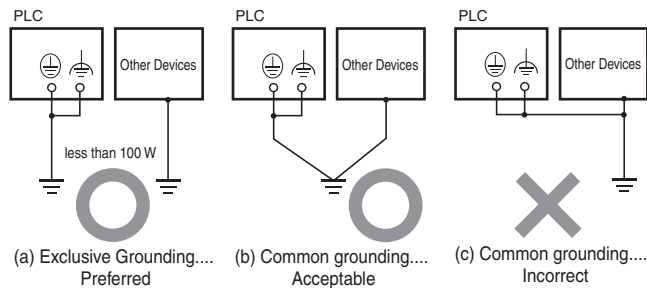 PLC
Other Devices
less than 100 W
(a) Exclusive Grounding....
Preferred
PLC
Other Devices
(b) Common grounding....
Acceptable
PLC
Other Devices
(c) Common grounding....
Incorrect